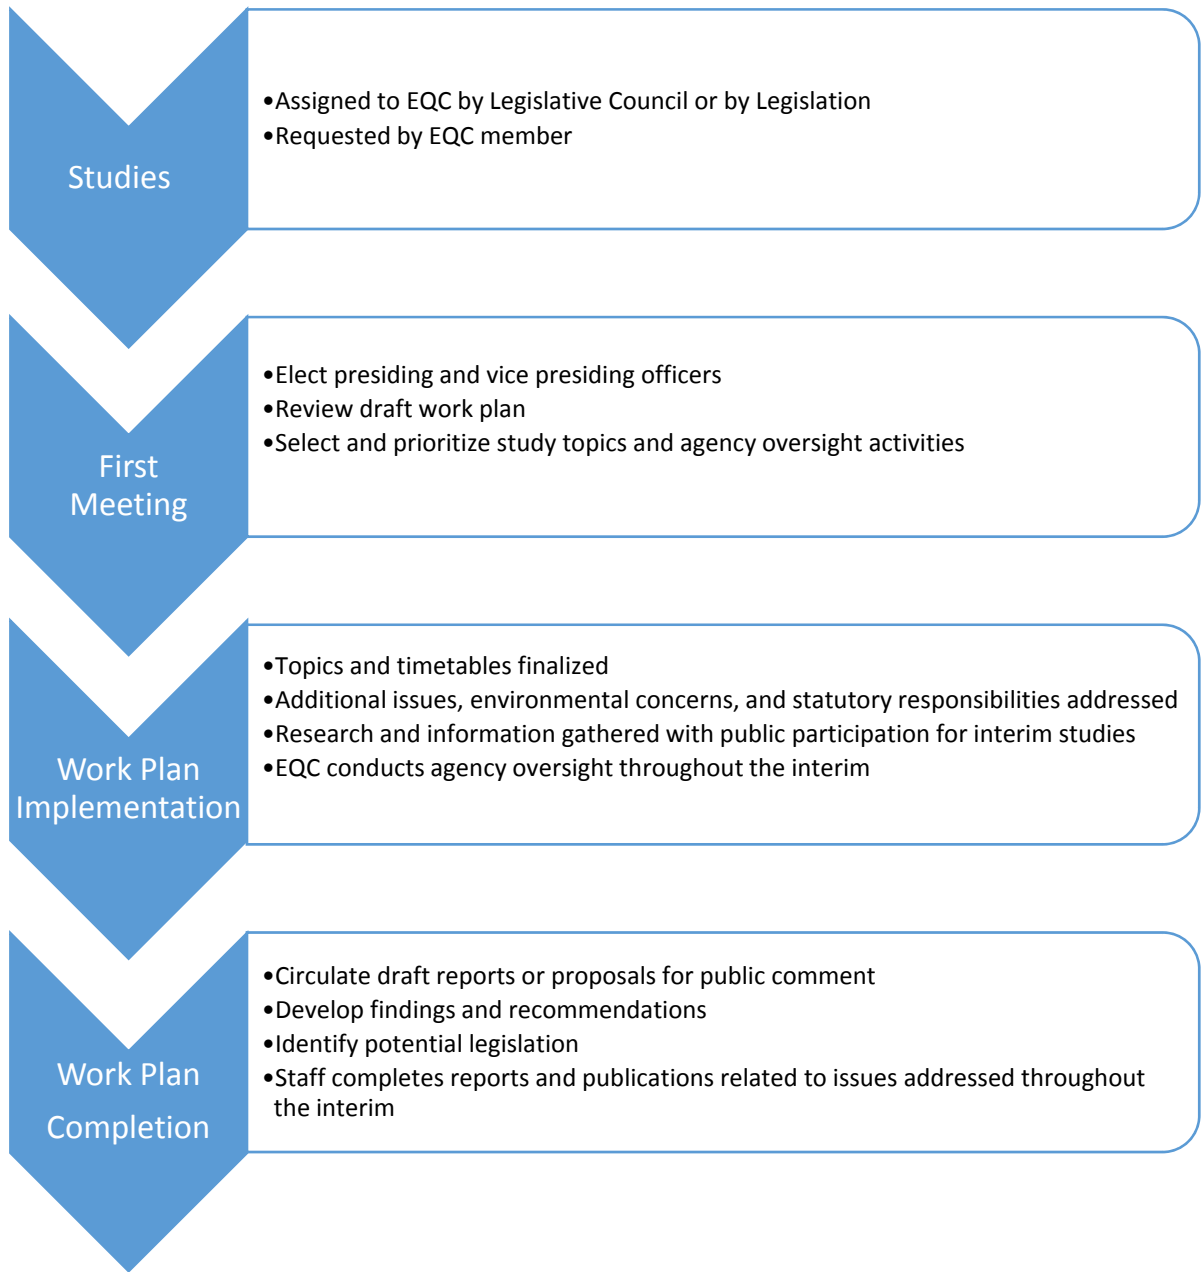 Studies
•Assigned to EQC by Legislative Council or by Legislation
•Requested by EQC member
First
Meeting
•Elect presiding and vice presiding officers
•Review draft work plan
•Select and prioritize study topics and agency oversight activities
Work Plan
Implementation
•Topics and timetables finalized
•Additional issues, environmental concerns, and statutory responsibilities addressed
•Research and information gathered with public participation for interim studies
•EQC conducts agency oversight throughout the interim
Work Plan
Completion
•Circulate draft reports or proposals for public comment
•Develop findings and recommendations
•Identify potential legislation
•Staff completes reports and publications related to issues addressed throughout
the interim